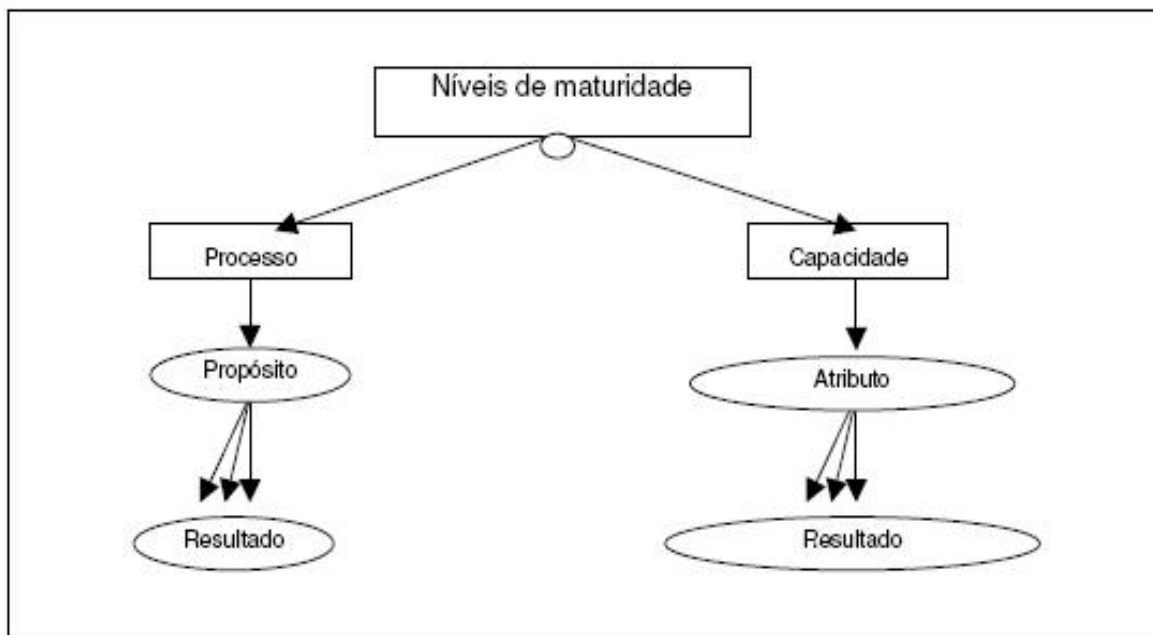 Níveis de maturidade
Processo
Capacidade
Propósito
Atributo
Resultado
Resultado